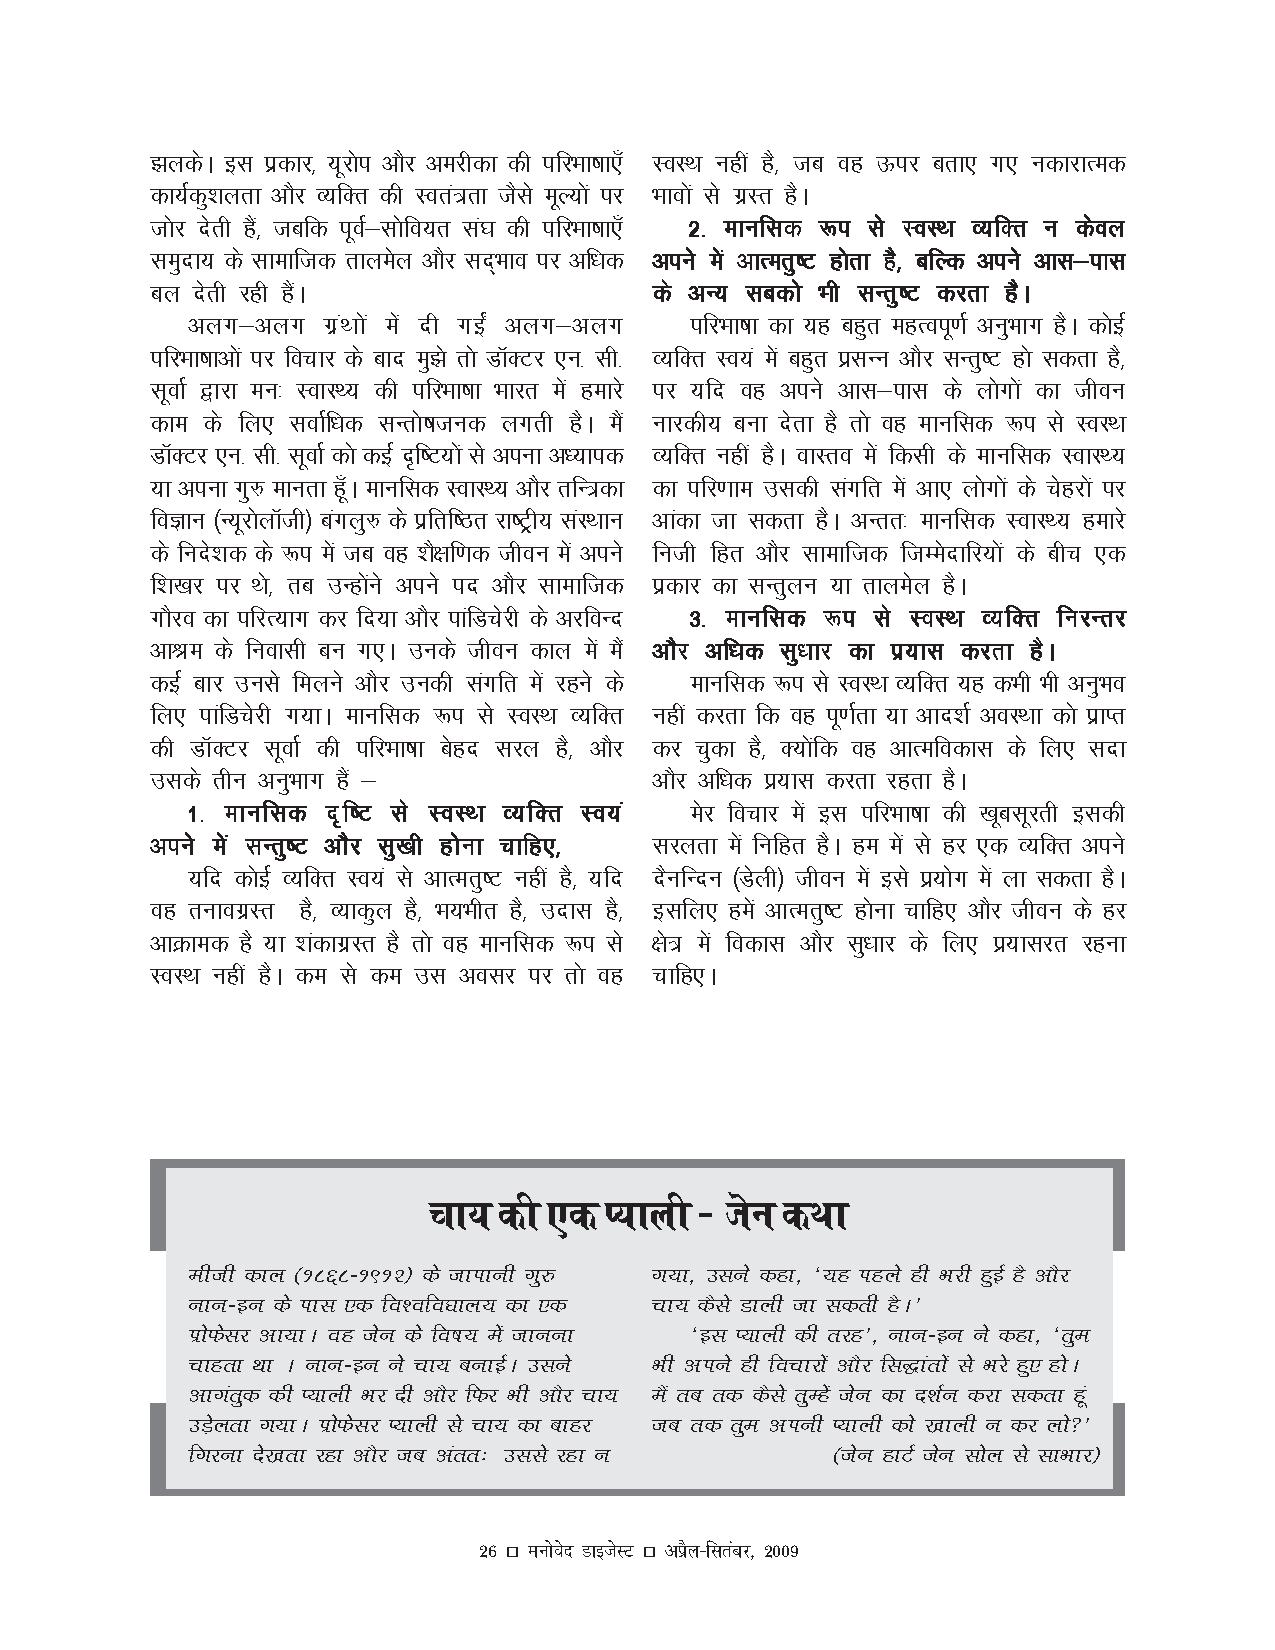 झलके। इस प्रकार, यूरोप और अमरीका की परिभाषाएँ
कार्यकुशलता और व्यक्ति की स्वतंत्रता जैसे मूल्यों पर
जोर देती हैं, जबकि पूर्व–सोवियत संघ की परिभाषाएँ
समुदाय के सामाजिक तालमेल और सद्‌भाव पर अधिक
बल देती रही हैं।
अलग–अलग ग्रंथों में दी गईं अलग–अलग
परिभाषाओं पर विचार के बाद मुझे तो डॉक्टर एन. सी.
सूर्वा द्वारा मनः स्वास्थ्य की परिभाषा भारत में हमारे
काम के लिए सर्वाधिक सन्तोषजनक लगती है। मैं
डॉक्टर एन. सी. सूर्वा को कई दृष्टियों से अपना अध्यापक
या अपना गुरु मानता हूँ। मानसिक स्वास्थ्य और तन्त्रिका
विज्ञान (न्यूरोलॉजी) बंगलुरु के प्रतिष्ठित राष्ट्रीय संस्थान
के निदेशक के रूप में जब वह शैक्षणिक जीवन में अपने
शिखर पर थे, तब उन्होंने अपने पद और सामाजिक
गौरव का परित्याग कर दिया और पांडिचेरी के अरविन्द
आश्रम के निवासी बन गए। उनके जीवन काल में मैं
कई बार उनसे मिलने और उनकी संगति में रहने के
लिए पांडिचेरी गया। मानसिक रूप से स्वस्थ व्यक्ति
की डॉक्टर सूर्वा की परिभाषा बेहद सरल है, और
उसके तीन अनुभाग हैं –
1. मानसिक दृष्टि से स्वस्थ व्यक्ति स्वयं
अपने में सन्तुष्ट और सुखी होना चाहिए,
यदि कोई व्यक्ति स्वयं से आत्मतुष्ट नहीं है, यदि
वह तनावग्रस्त है, व्याकुल है, भयभीत है, उदास है,
आक्रामक है या शंकाग्रस्त है तो वह मानसिक रूप से
स्वस्थ नहीं है। कम से कम उस अवसर पर तो वह
स्वस्थ नहीं है, जब वह ऊपर बताए गए नकारात्मक
भावों से ग्रस्त है।
2. मानसिक रूप से स्वस्थ व्यक्ति न केवल
अपने में आत्मतुष्ट होता है, बल्कि अपने आस–पास
के अन्य सबको भी सन्तुष्ट करता है।
परिभाषा का यह बहुत महत्वपूर्ण अनुभाग है। कोई
व्यक्ति स्वयं में बहुत प्रसन्न और सन्तुष्ट हो सकता है,
पर यदि वह अपने आस–पास के लोगों का जीवन
नारकीय बना देता है तो वह मानसिक रूप से स्वस्थ
व्यक्ति नहीं है। वास्तव में किसी के मानसिक स्वास्थ्य
का परिणाम उसकी संगति में आए लोगों के चेहरों पर
आंका जा सकता है। अन्ततः मानसिक स्वास्थ्य हमारे
निजी हित और सामाजिक जिम्मेदारियों के बीच एक
प्रकार का सन्तुलन या तालमेल है।
3. मानसिक रूप से स्वस्थ व्यक्ति निरन्तर
और अधिक सुधार का प्रयास करता है।
मानसिक रूप से स्वस्थ व्यक्ति यह कभी भी अनुभव
नहीं करता कि वह पूर्णता या आदर्श अवस्था को प्राप्त
कर चुका है, क्योंकि वह आत्मविकास के लिए सदा
और अधिक प्रयास करता रहता है।
मेर विचार में इस परिभाषा की खूबसूरती इसकी
सरलता में निहित है। हम में से हर एक व्यक्ति अपने
दैनन्दिन (डेली) जीवन में इसे प्रयोग में ला सकता है।
इसलिए हमें आत्मतुष्ट होना चाहिए और जीवन के हर
क्षेत्र में विकास और सुधार के लिए प्रयासरत रहना
चाहिए।
चाय की एक प्याली - जेन कथा
मीजी काल (१८६८-१९१२) के जापानी गुरु
नान-इन के पास एक विश्वविद्यालय का एक
प्रोफेसर आया। वह जेन के विषय में जानना
चाहता था । नान-इन ने चाय बनाई। उसने
आगंतुक की प्याली भर दी और फिर भी और चाय
उड़ेलता गया। प्रोफेसर प्याली से चाय का बाहर
गिरना देखता रहा और जब अंततः उससे रहा न
गया, उसने कहा, ‘यह पहले ही भरी हुई है और
चाय कैसे डाली जा सकती है।’
‘इस प्याली की तरह’, नान-इन ने कहा, ‘तुम
भी अपने ही विचारों और सिद्धांतों से भरे हुए हो।
मैं तब तक कैसे तुम्हें जेन का दर्शन करा सकता हूं
जब तक तुम अपनी प्याली को खाली न कर लो?’
(जेन हार्ट जेन सोल से साभार)
26 □ मनोवेद डाइजेस्ट □ अप्रैल-सितंबर, 2009